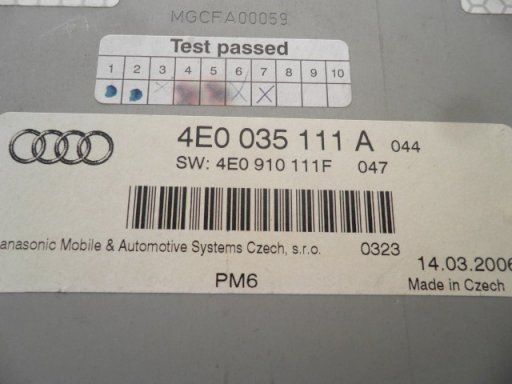 MGCFA00059
Test passed
1 2 3 4 5 6 7 8 9 10
4E0 035 111 A 044
SW: 4E0 910 111F 047
anasonic Mobile & Automotive Systems Czech, s.r.o. 0323
14.03.2006
PM6
Made in Czech